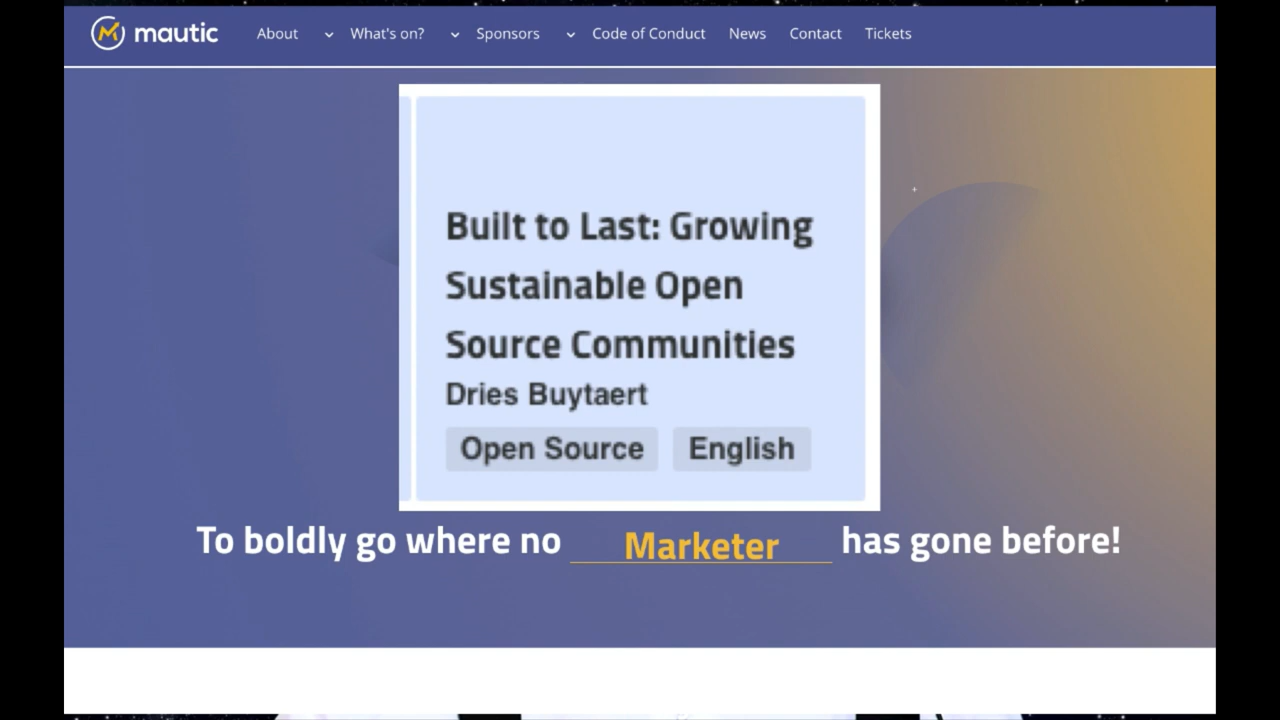 mautic About What's on? Sponsors Code of Conduct News Contact Tickets
Built to Last: Growing
Sustainable Open
Source Communities
Dries Buytaert
Open Source English
To boldly go where no Marketer has gone before!